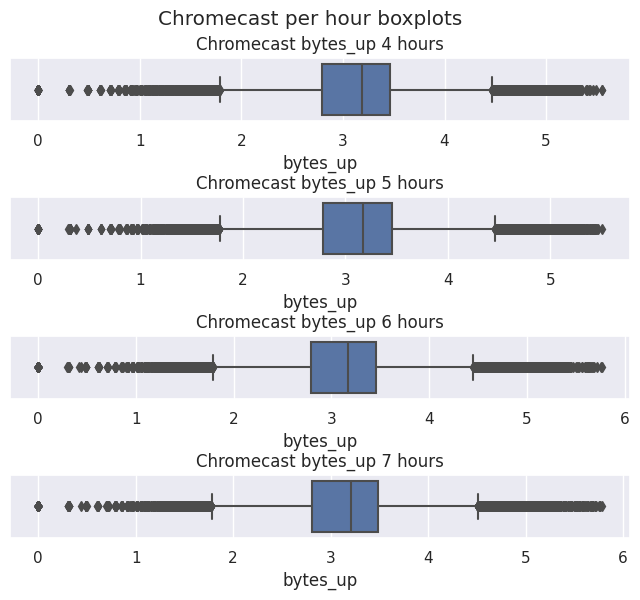 Chromecast per hour boxplots
Chromecast bytes_up 4 hours
0 1 2 3 4 5
bytes_up
Chromecast bytes_up 5 hours
0 1 2 3 4 5
bytes_up
Chromecast bytes_up 6 hours
0 1 2 3 4 5 6
bytes_up
Chromecast bytes_up 7 hours
0 1 2 3 4 5 6
bytes_up